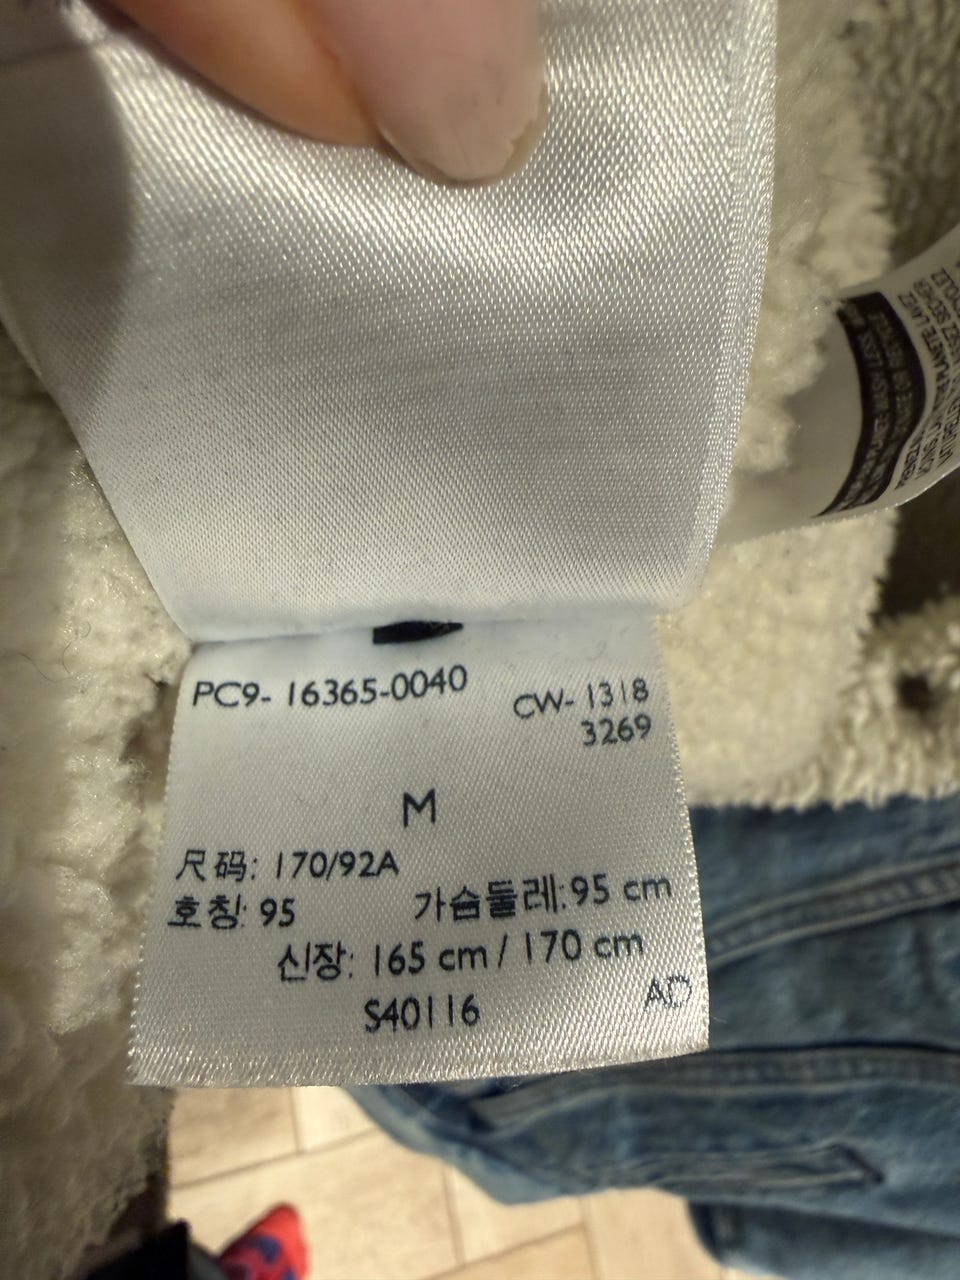 PC9- 16365-0040
CW- 1318
3269
M
尺码: 170/92A
호칭: 95
가슴둘레: 95 cm
신장: 165 cm / 170 cm
S40116
AD